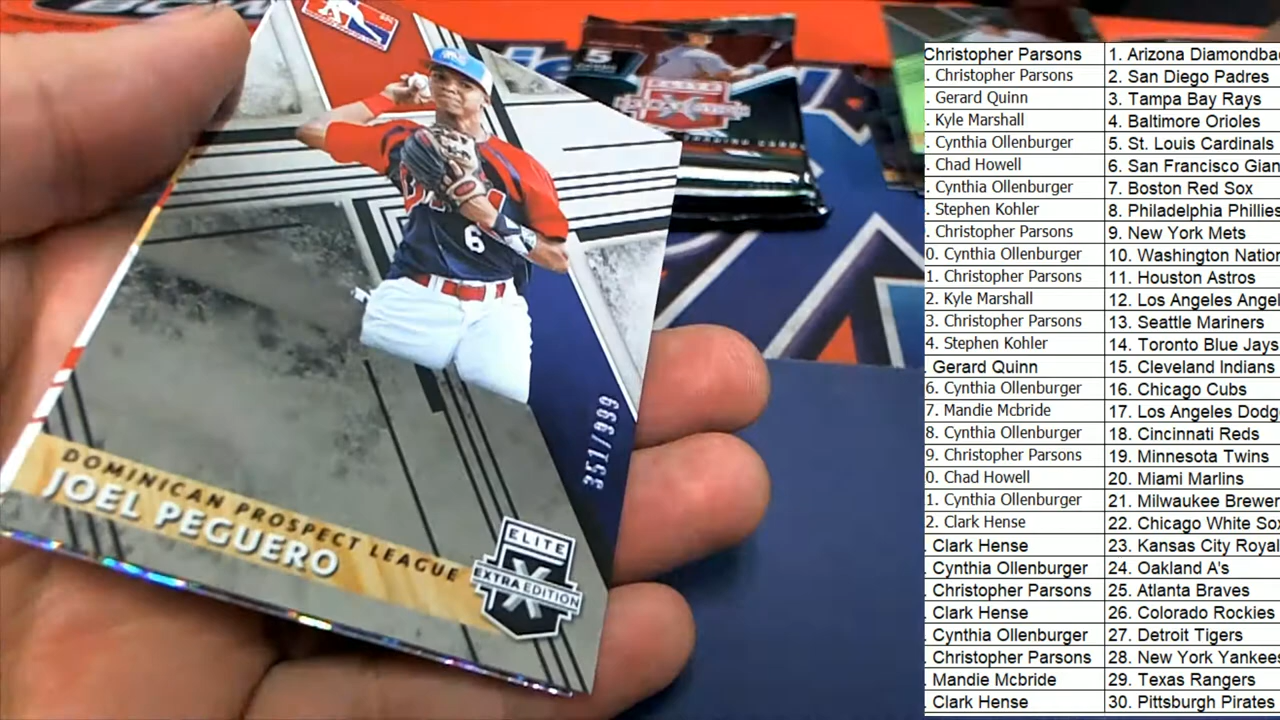 5
6
351/999
DOMINICAN PROSPECT LEAGUE
JOEL PEGUERO
ELITE
EXTRA EDITION
X
Christopher Parsons 1. Arizona Diamondba
. Christopher Parsons 2. San Diego Padres
. Gerard Quinn 3. Tampa Bay Rays
. Kyle Marshall 4. Baltimore Orioles
. Cynthia Ollenburger 5. St. Louis Cardinals
. Chad Howell 6. San Francisco Gian
. Cynthia Ollenburger 7. Boston Red Sox
. Stephen Kohler 8. Philadelphia Phillies
. Christopher Parsons 9. New York Mets
0. Cynthia Ollenburger 10. Washington Nation
1. Christopher Parsons 11. Houston Astros
2. Kyle Marshall 12. Los Angeles Angel
3. Christopher Parsons 13. Seattle Mariners
4. Stephen Kohler 14. Toronto Blue Jays
. Gerard Quinn 15. Cleveland Indians
6. Cynthia Ollenburger 16. Chicago Cubs
7. Mandie Mcbride 17. Los Angeles Dodg
8. Cynthia Ollenburger 18. Cincinnati Reds
9. Christopher Parsons 19. Minnesota Twins
0. Chad Howell 20. Miami Marlins
1. Cynthia Ollenburger 21. Milwaukee Brewer
2. Clark Hense 22. Chicago White So
. Clark Hense 23. Kansas City Royal
. Cynthia Ollenburger 24. Oakland A's
. Christopher Parsons 25. Atlanta Braves
. Clark Hense 26. Colorado Rockies
. Cynthia Ollenburger 27. Detroit Tigers
. Christopher Parsons 28. New York Yankees
. Mandie Mcbride 29. Texas Rangers
. Clark Hense 30. Pittsburgh Pirates